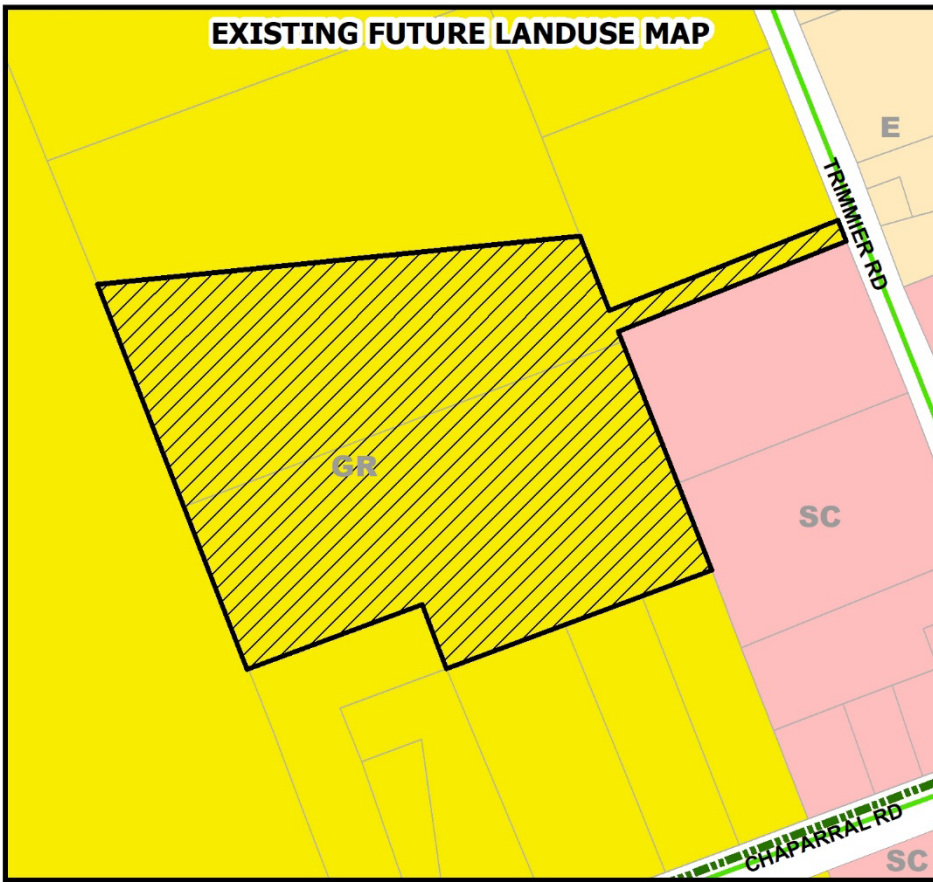 EXISTING FUTURE LANDUSE MAP
E
TRIMMIER RD
GR
SC
CHAPARRAL RD
SC